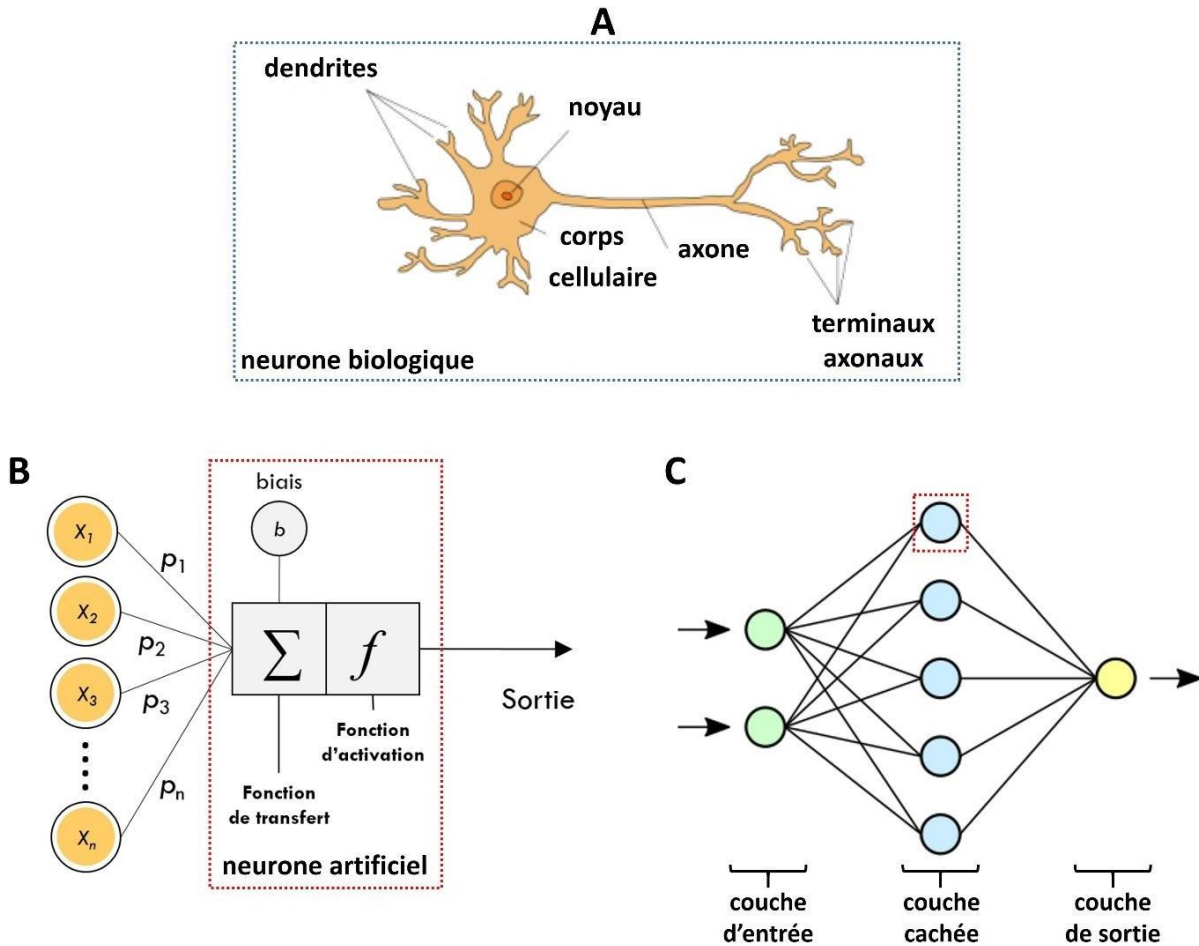 A
dendrites
noyau
corps
cellulaire
axone
terminaux
axonaux
neurone biologique
B
biais
b
X1
X2
X3
Xn
p1
p2
p3
pn
∑
f
Sortie
Fonction
d'activation
Fonction
de transfert
neurone artificiel
C
couche
d'entrée
couche
cachée
couche
de sortie